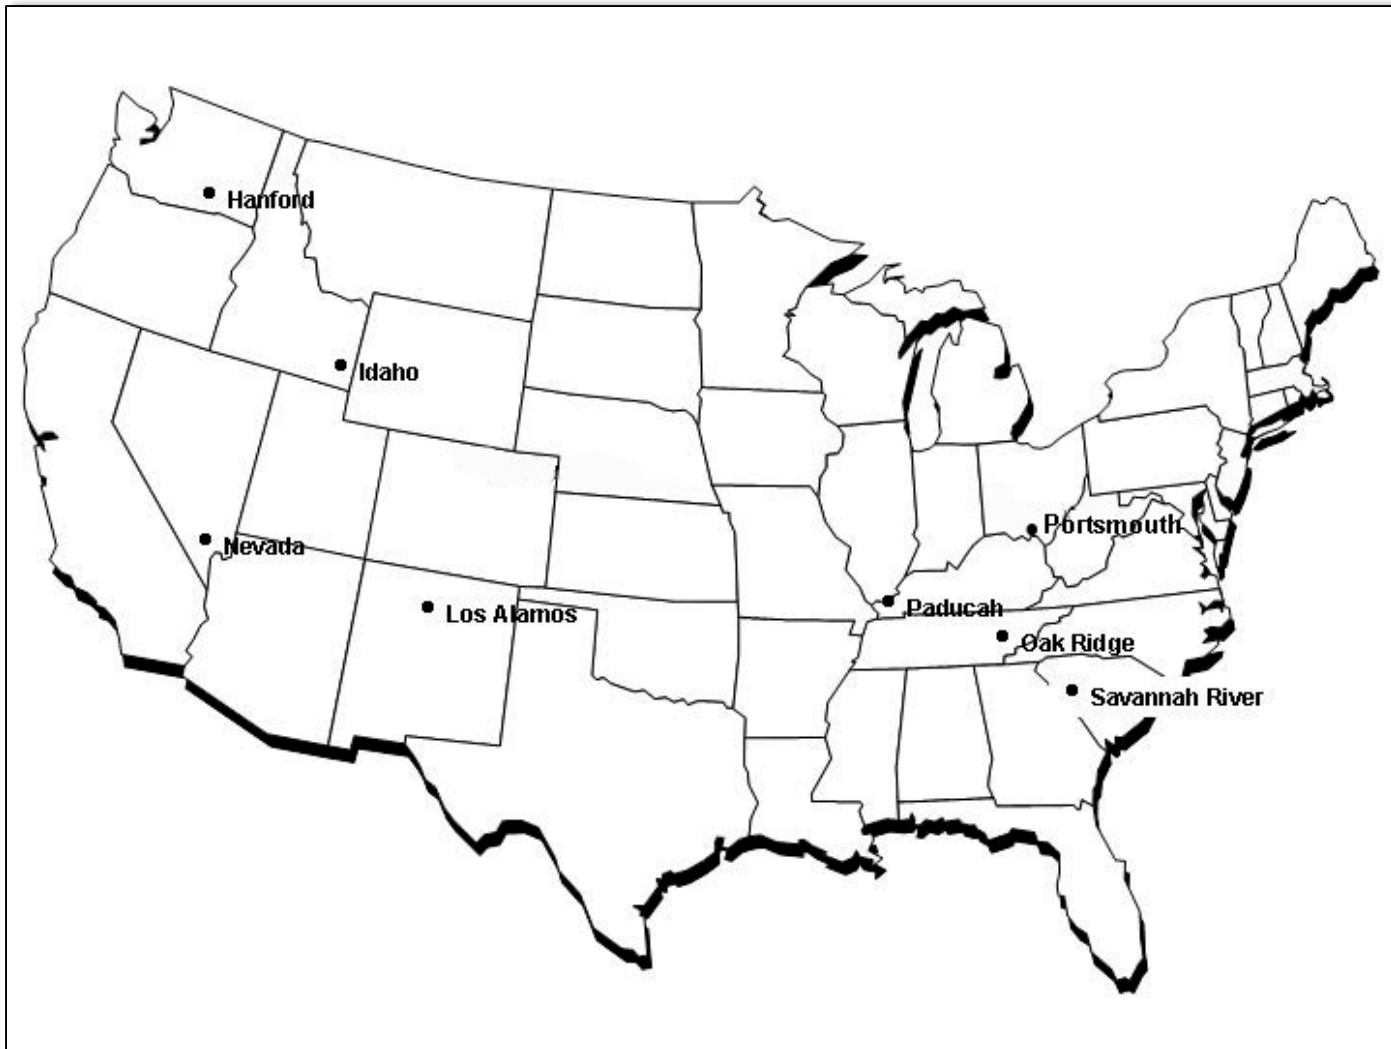 Hanford
Idaho
Portsmouth
Nevada
Paducah
Los Alamos
Oak Ridge
Savannah River